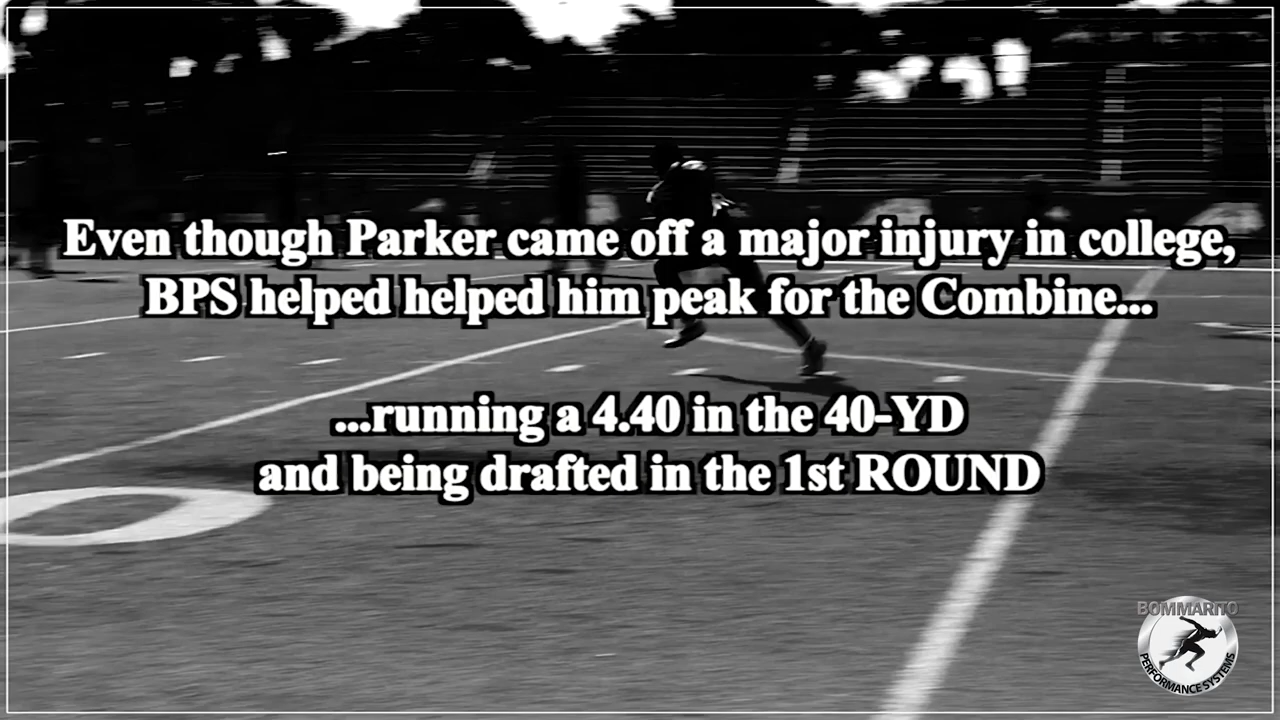 Even though Parker came off a major injury in college,
BPS helped helped him peak for the Combine...
...running a 4.40 in the 40-YD
and being drafted in the 1st ROUND
BOMMARITO
PERFORMANCE SYSTEMS